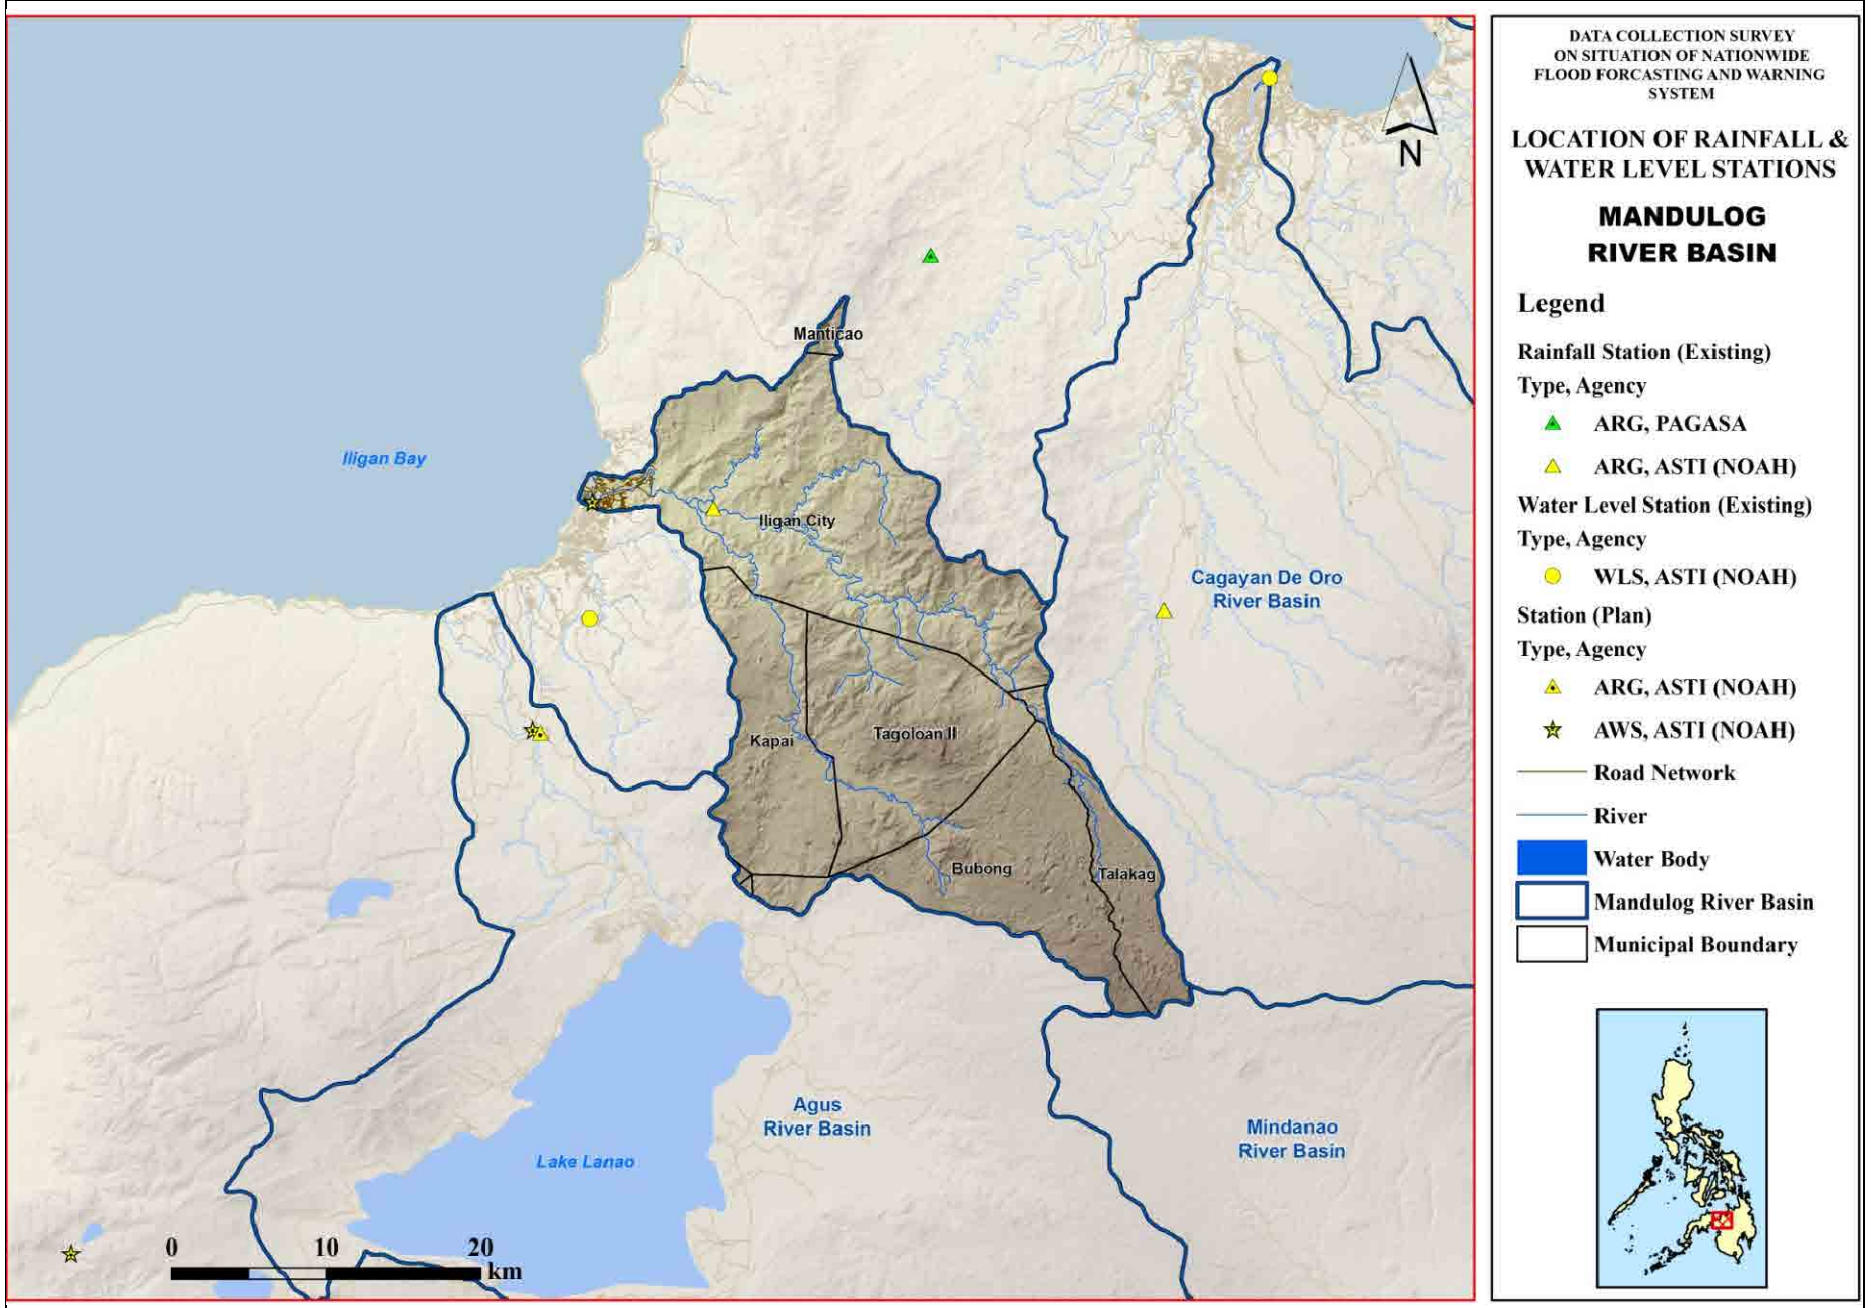 DATA COLLECTION SURVEY
ON SITUATION OF NATIONWIDE
FLOOD FORCASTING AND WARNING
SYSTEM
LOCATION OF RAINFALL &
WATER LEVEL STATIONS
MANDULOG
RIVER BASIN
Legend
Rainfall Station (Existing)
Type, Agency
ARG, PAGASA
ARG, ASTI (NOAH)
Water Level Station (Existing)
Type, Agency
WLS, ASTI (NOAH)
Station (Plan)
Type, Agency
ARG, ASTI (NOAH)
AWS, ASTI (NOAH)
Road Network
River
Water Body
Mandulog River Basin
Municipal Boundary
N
Manticao
Iligan Bay
Iligan City
Cagayan De Oro
River Basin
Kapai
Tagoloan II
Bubong
Talakag
Agus
River Basin
Mindanao
River Basin
Lake Lanao
0 10 20
km